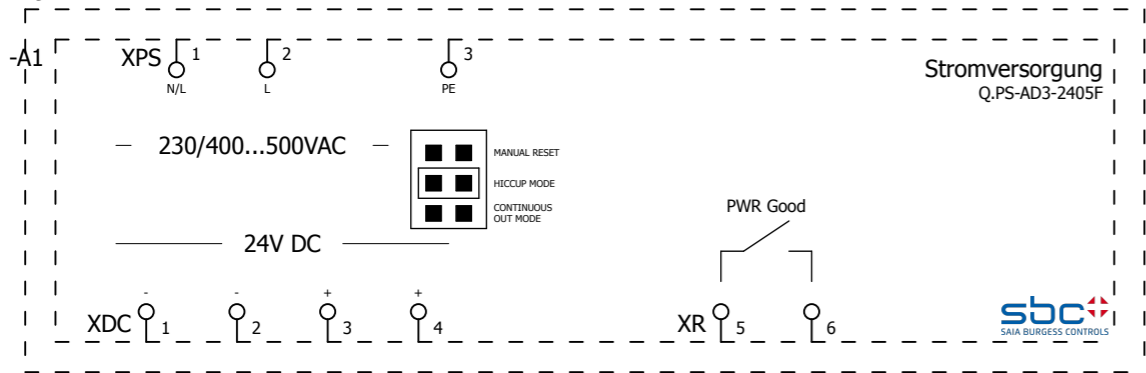 -A1
XPS 1 2 3
N/L L PE
Stromversorgung
Q.PS-AD3-2405F
230/400...500VAC
MANUAL RESET
HICCUP MODE
CONTINUOUS
OUT MODE
PWR Good
24V DC
- - + +
XDC 1 2 3 4 XR 5 6
sbc
SAIA BURGESS CONTROLS